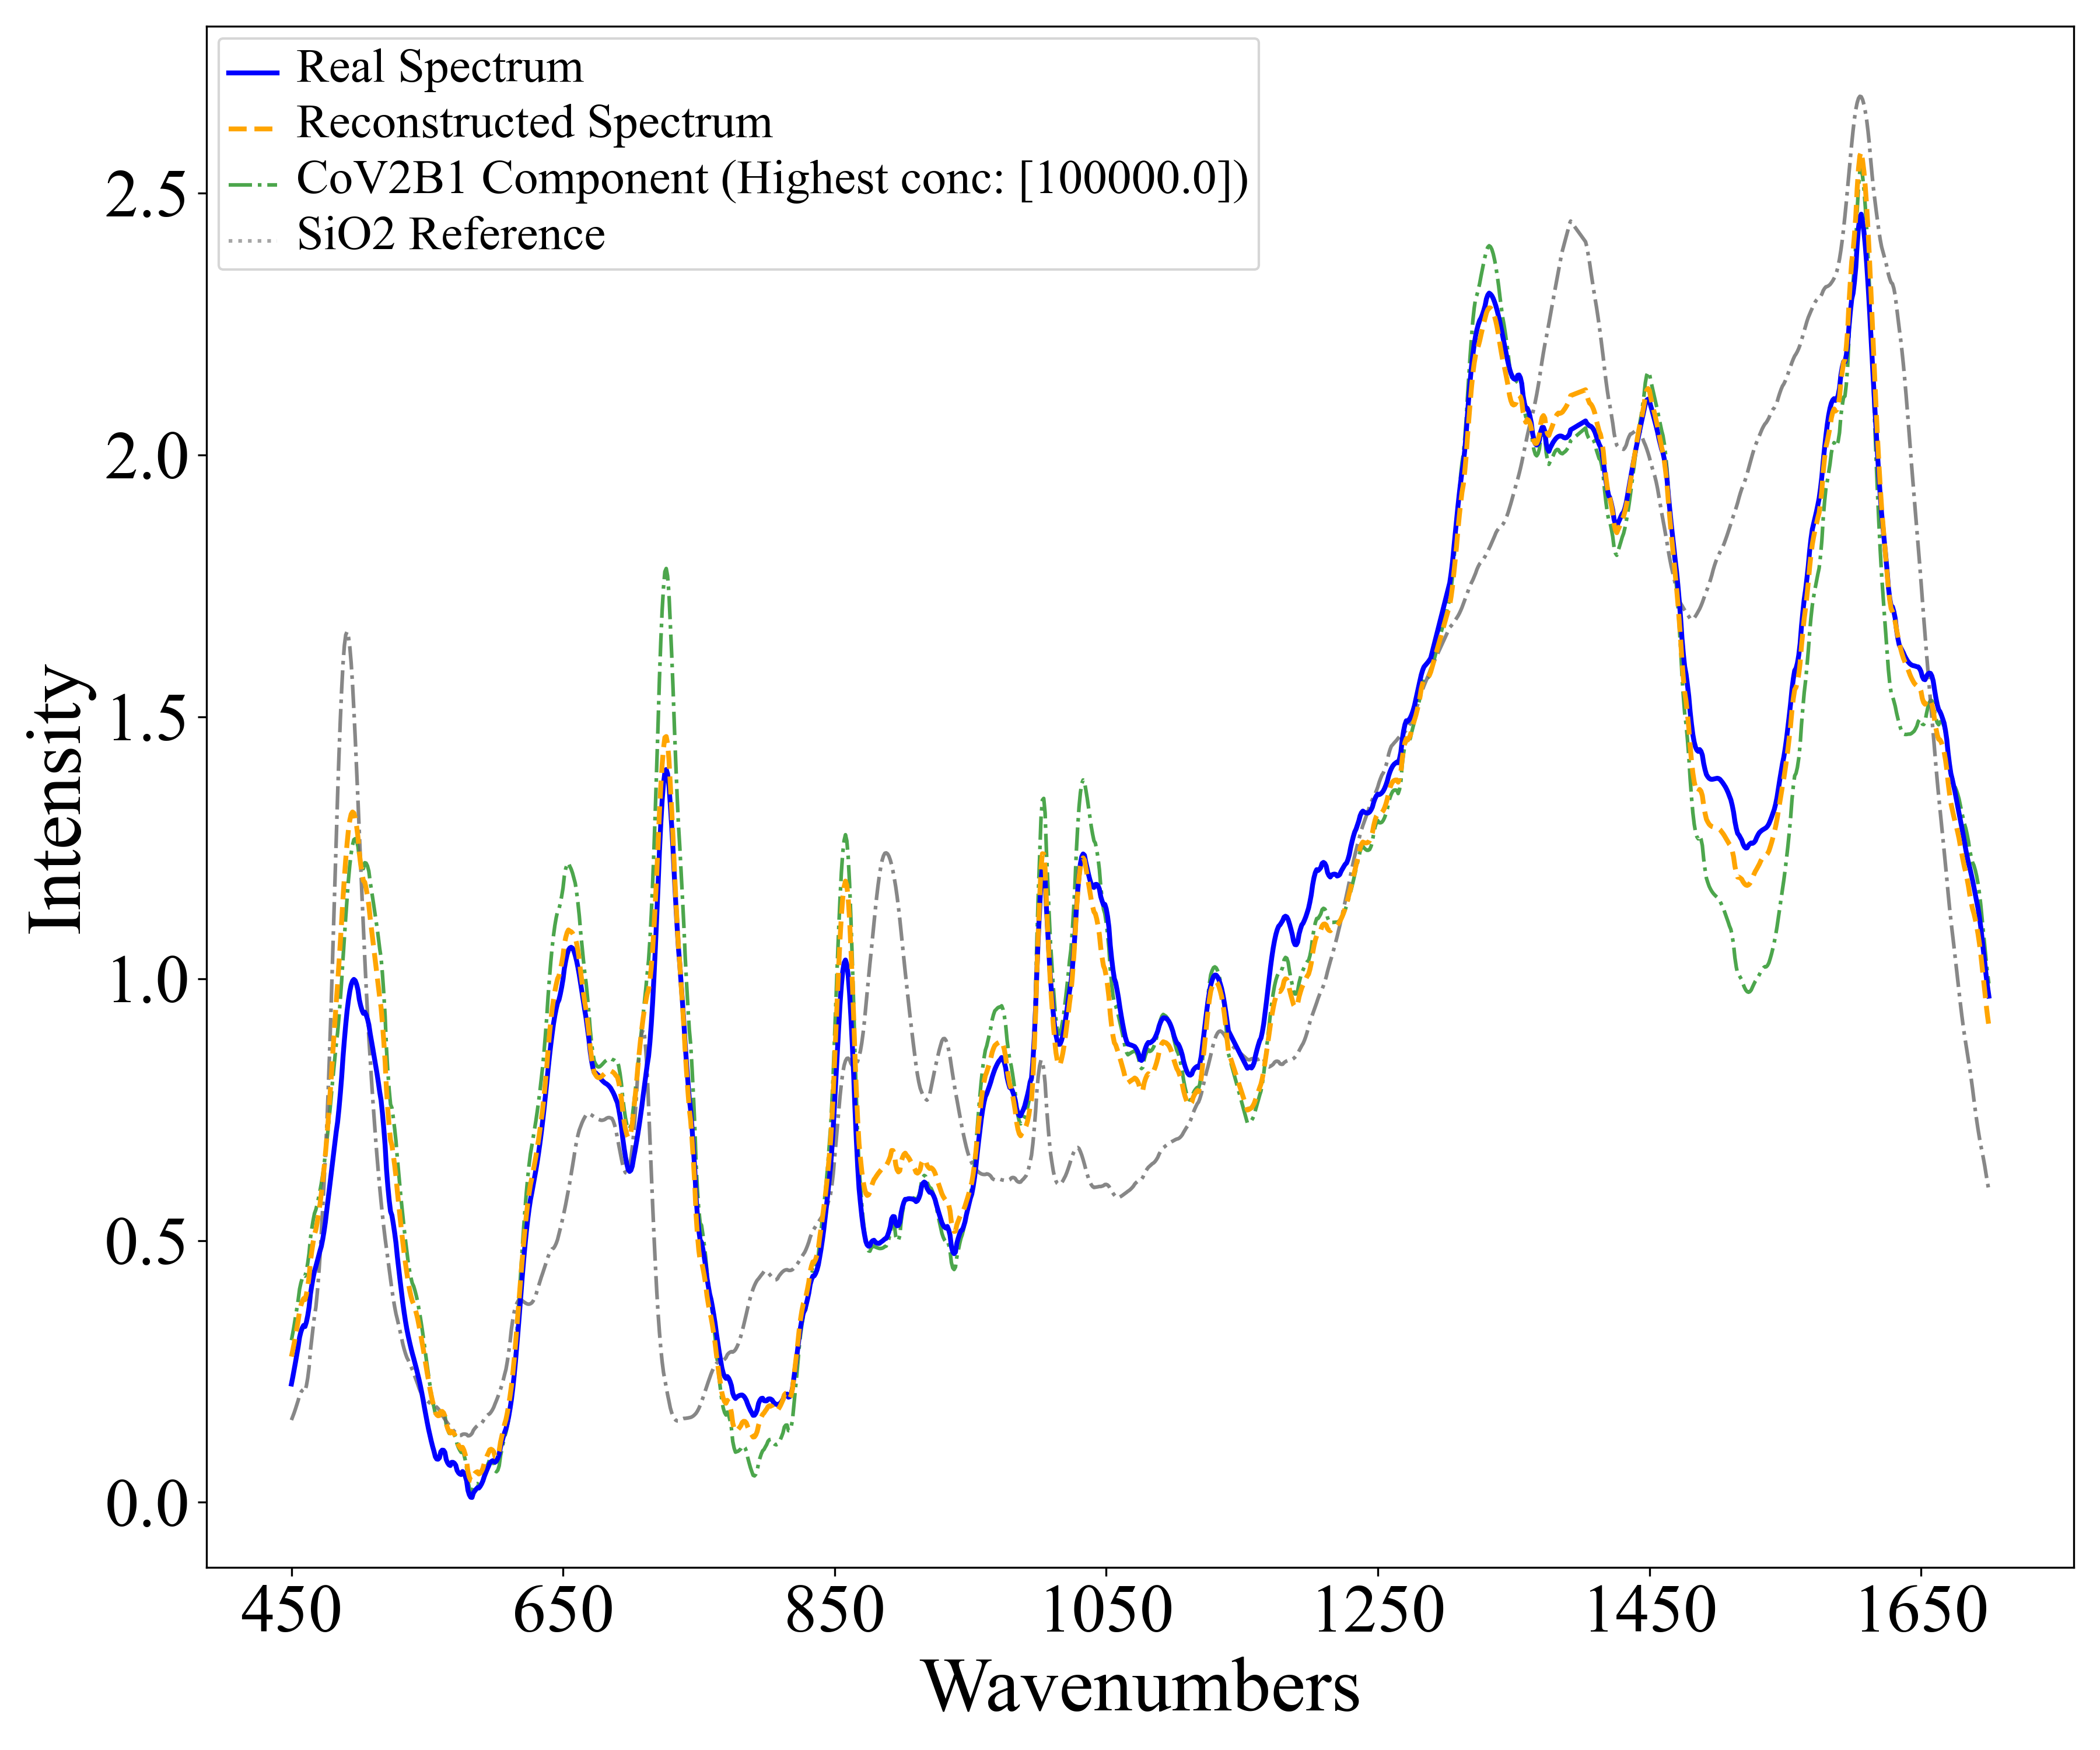 Real Spectrum
Reconstructed Spectrum
CoV2B1 Component (Highest conc: [100000.0])
SiO2 Reference
2.5
2.0
1.5
1.0
0.5
0.0
Intensity
450 650 850 1050 1250 1450 1650
Wavenumbers